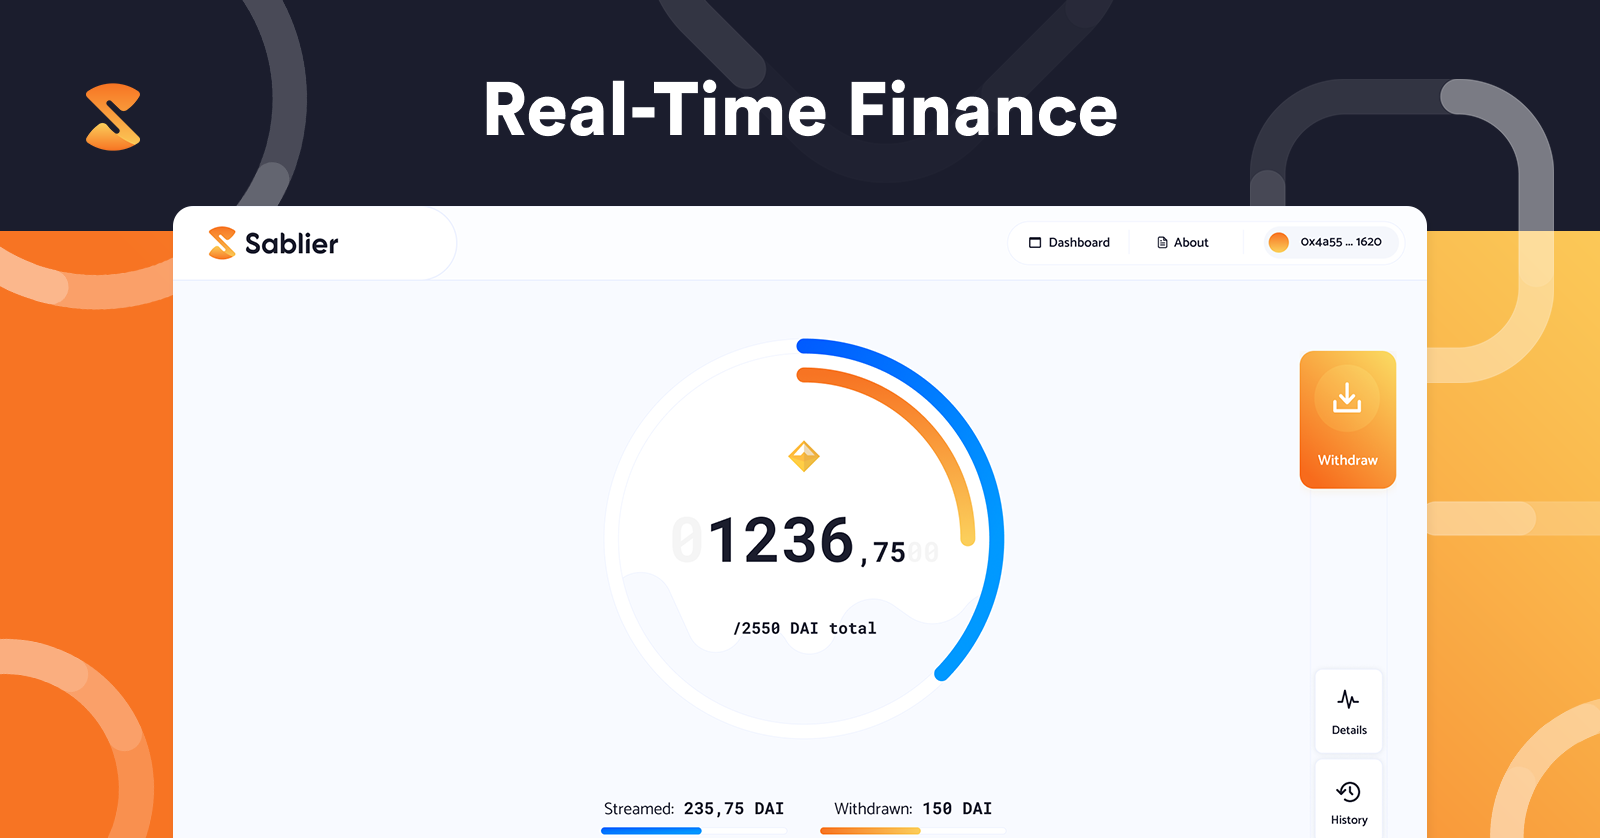 Real-Time Finance
Sablier
Dashboard
About
0x4a55 ... 1620
Withdraw
01236,7500
/2550 DAI total
Details
History
Streamed: 235,75 DAI
Withdrawn: 150 DAI